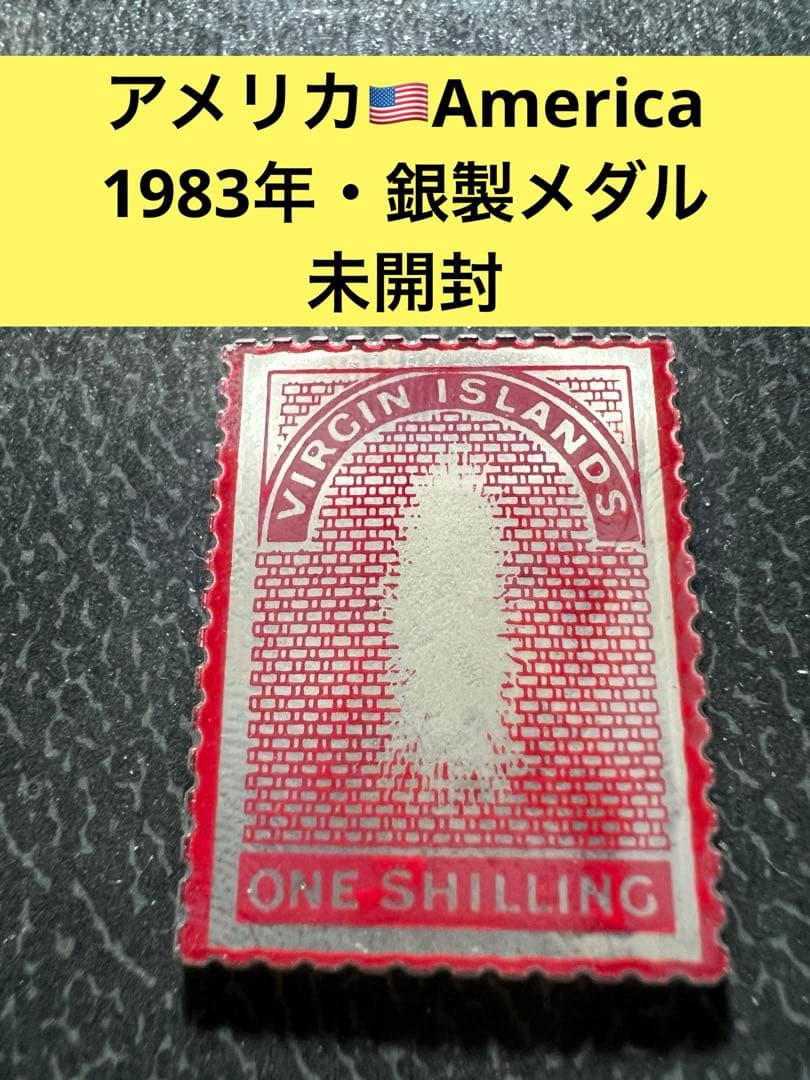 アメリカ🇺🇸America
1983年・銀製メダル
未開封
VIRGIN ISLANDS
ONE SHILLING